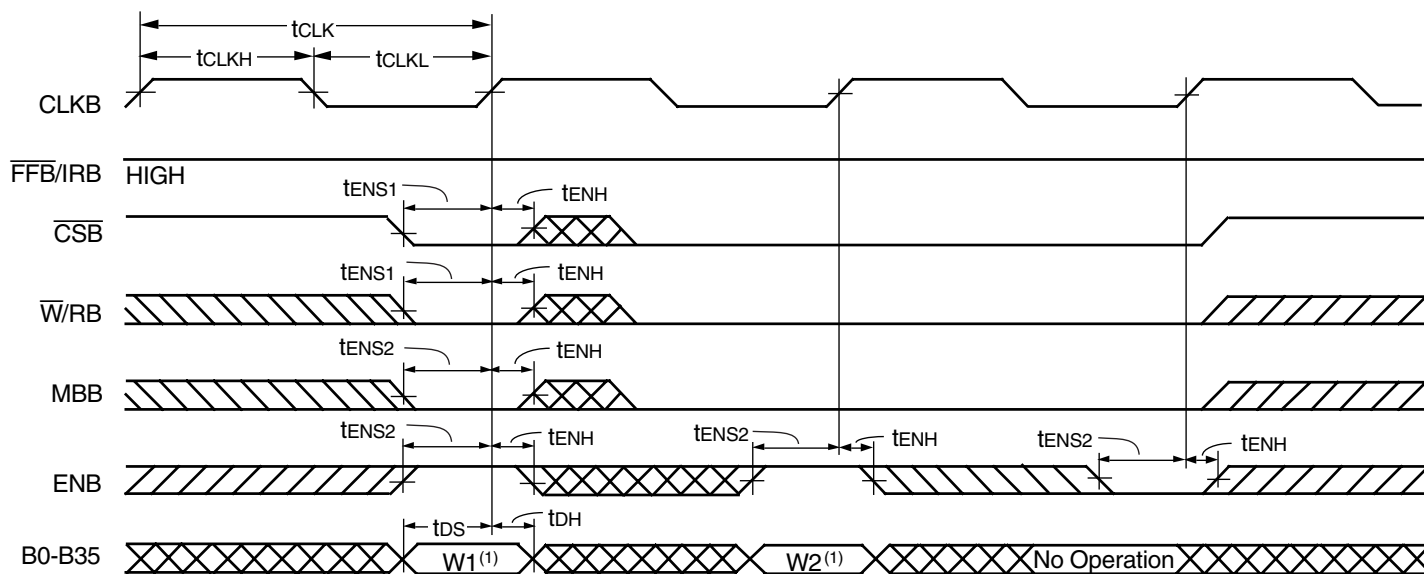 tCLK
tCLKH tCLKL
CLKB
FFB/IRB HIGH
tENS1 tENH
CSB
tENS1 tENH
W/RB
tENS2 tENH
MBB
tENS2 tENH tENS2 tENH tENS2 tENH
ENB
tDS tDH
B0-B35 W1(1) W2(1) No Operation